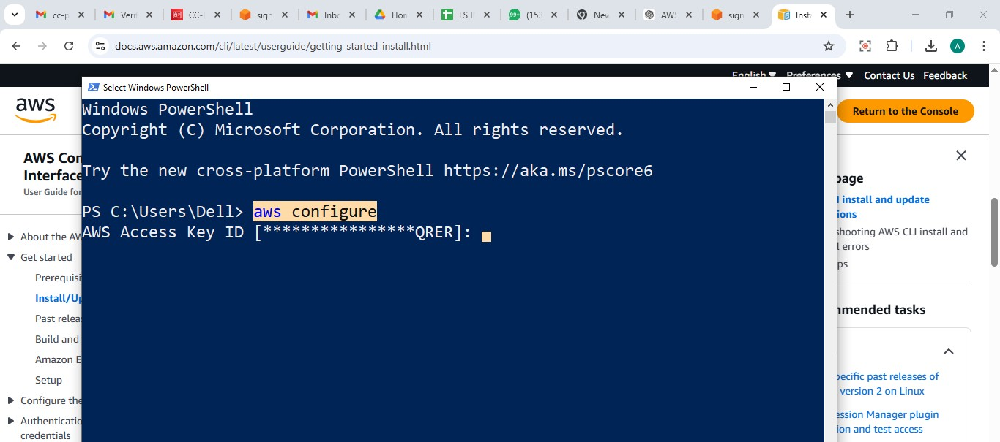 cc-p
Veri
CC-
sign
Inbo
Hon
FS II
99+
(153
New
AWS
sign
Inst
docs.aws.amazon.com/cli/latest/userguide/getting-started-install.html
A
English Preferences Contact Us Feedback
aws
Select Windows PowerShell
Return to the Console
Windows PowerShell
Copyright (C) Microsoft Corporation. All rights reserved.
Try the new cross-platform PowerShell https://aka.ms/pscore6
PS C:\Users\Dell> aws configure
AWS Access Key ID [****************QRER]:
AWS Con
Interface
User Guide for
About the AW
Get started
Prerequisi
Install/Up
Past relea
Build and
Amazon E
Setup
Configure the
Authenticatio
credentials
page
I install and update
ions
shooting AWS CLI install and
l errors
ps
mmended tasks
pecific past releases of
version 2 on Linux
ession Manager plugin
ion and test access